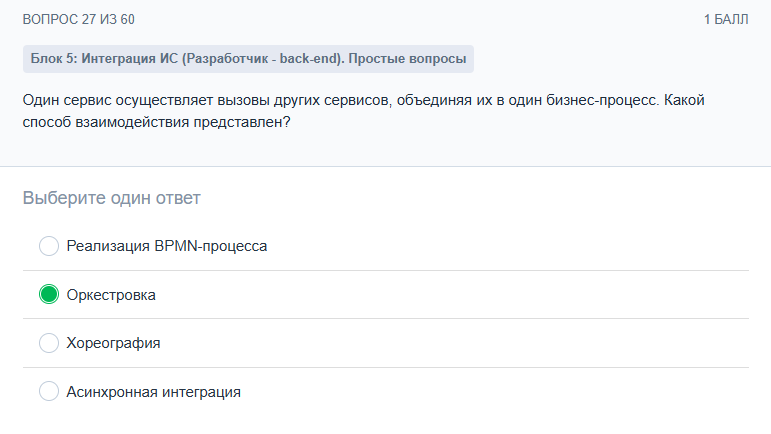 ВОПРОС 27 ИЗ 60
1 БАЛЛ
Блок 5: Интеграция ИС (Разработчик - back-end). Простые вопросы
Один сервис осуществляет вызовы других сервисов, объединяя их в один бизнес-процесс. Какой
способ взаимодействия представлен?
Выберите один ответ
Реализация BPMN-процесса
Оркестровка
Хореография
Асинхронная интеграция